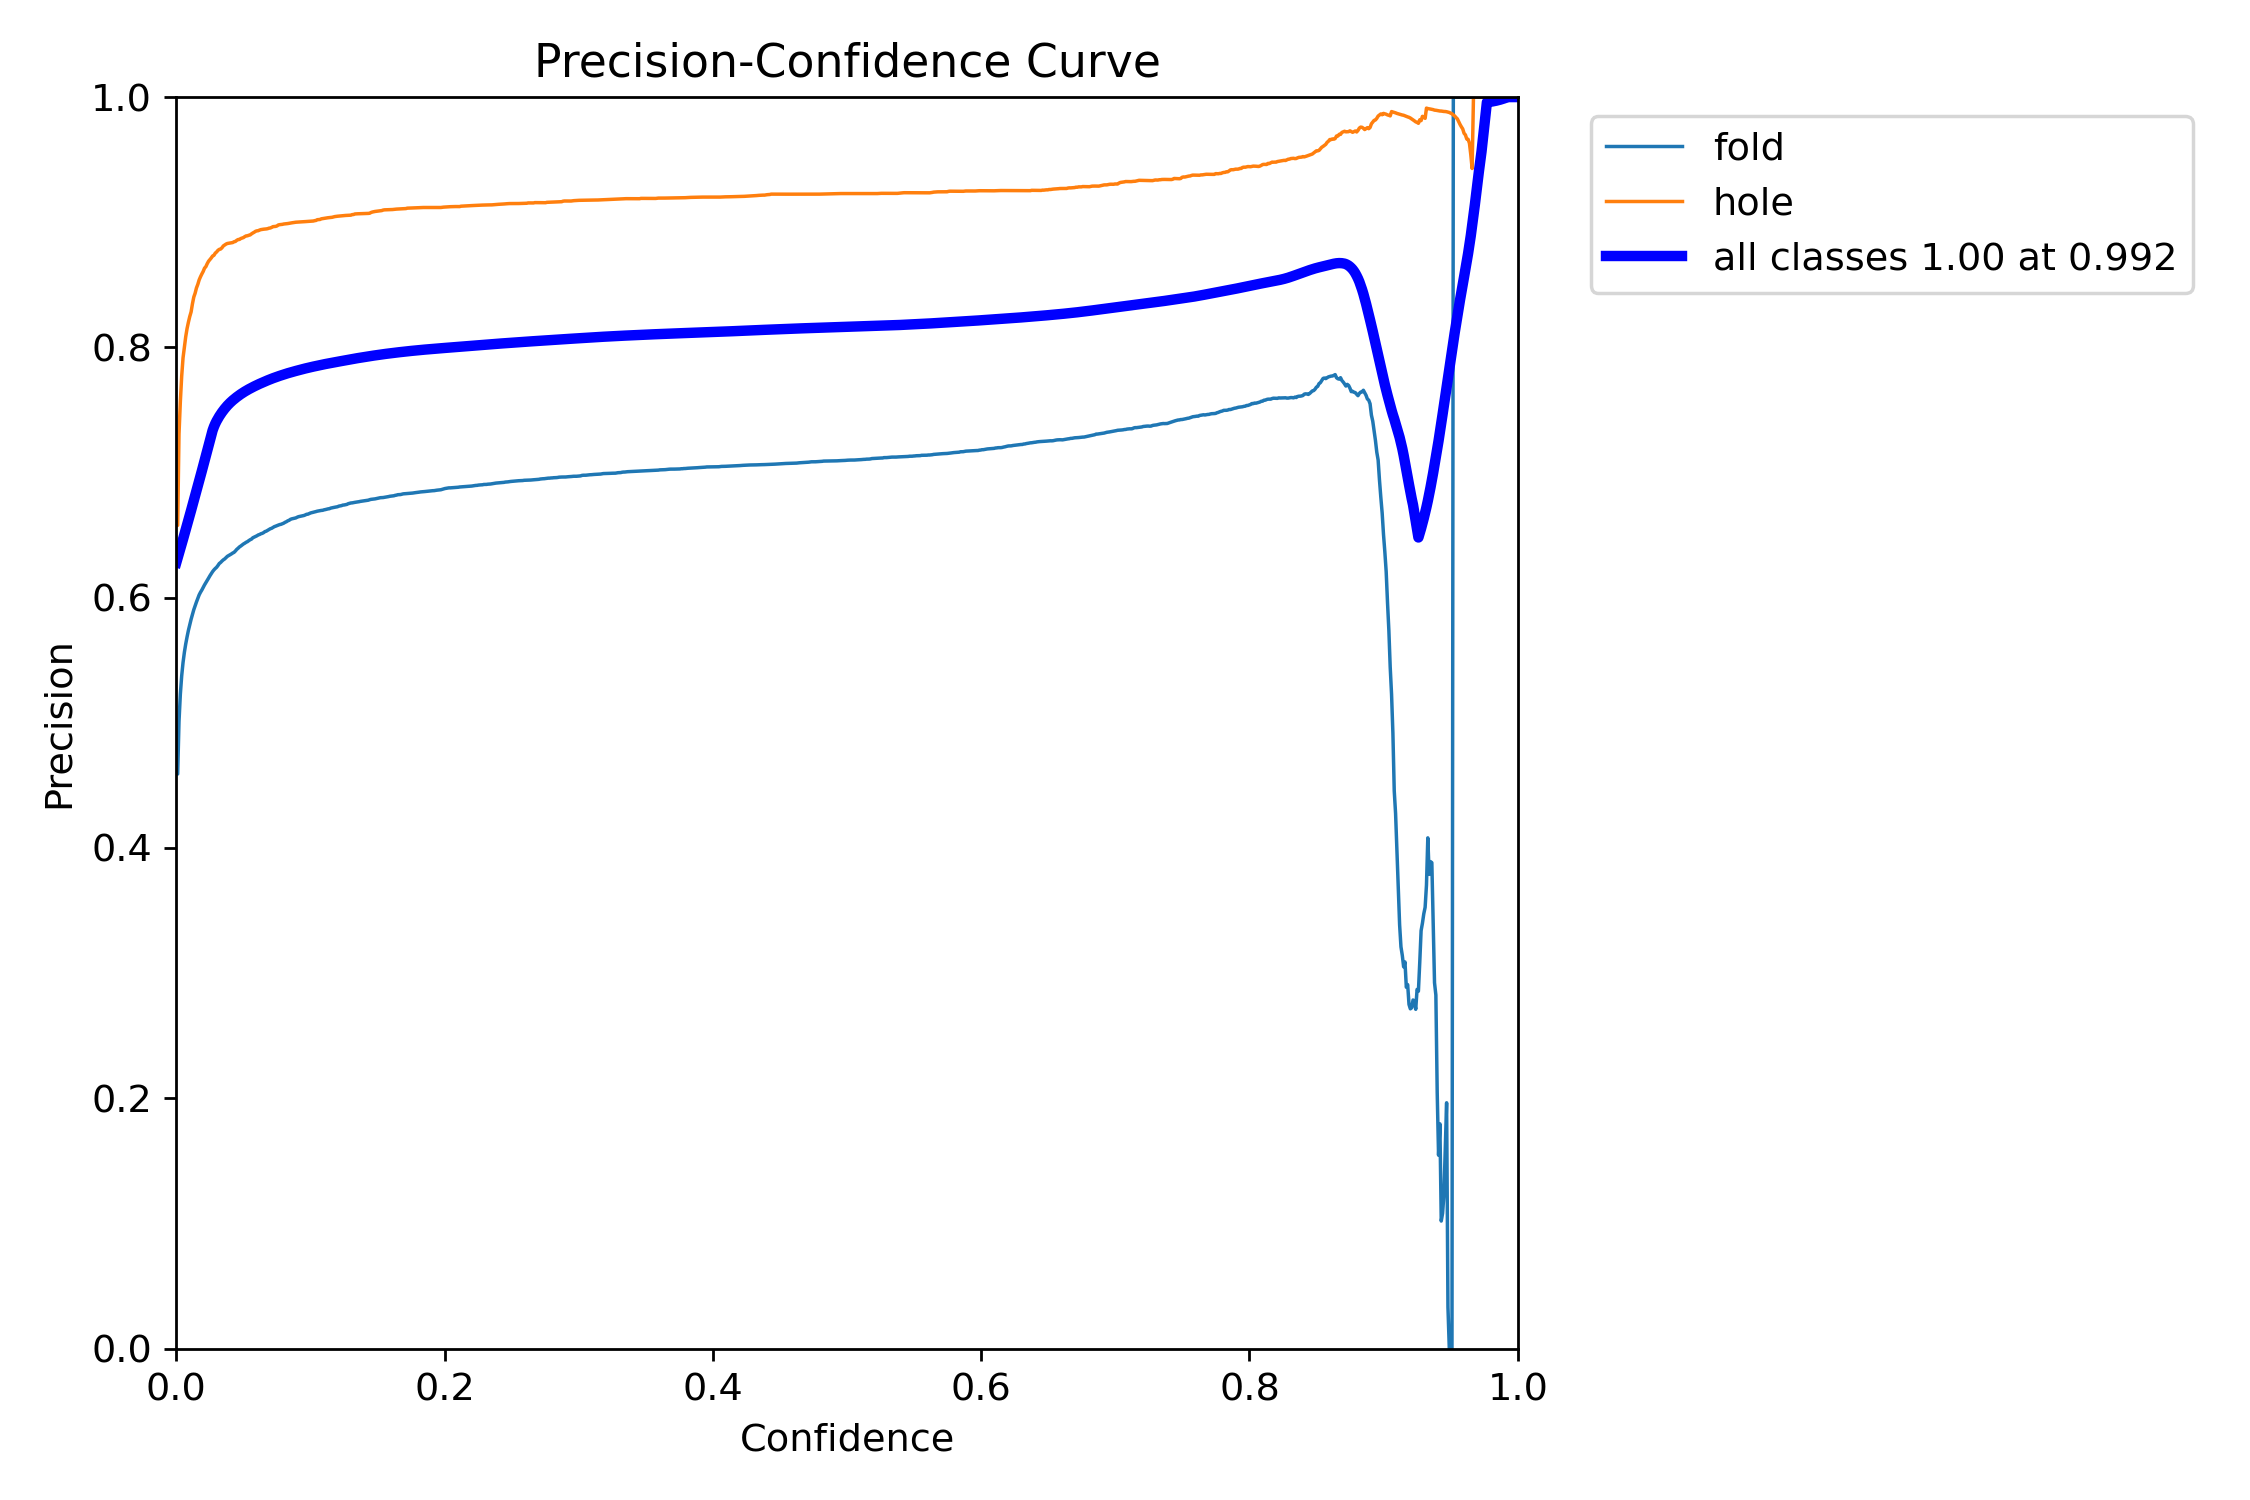 Precision-Confidence Curve
1.0
0.8
0.6
0.4
0.2
0.0
Precision
0.0 0.2 0.4 0.6 0.8 1.0
Confidence
fold
hole
all classes 1.00 at 0.992